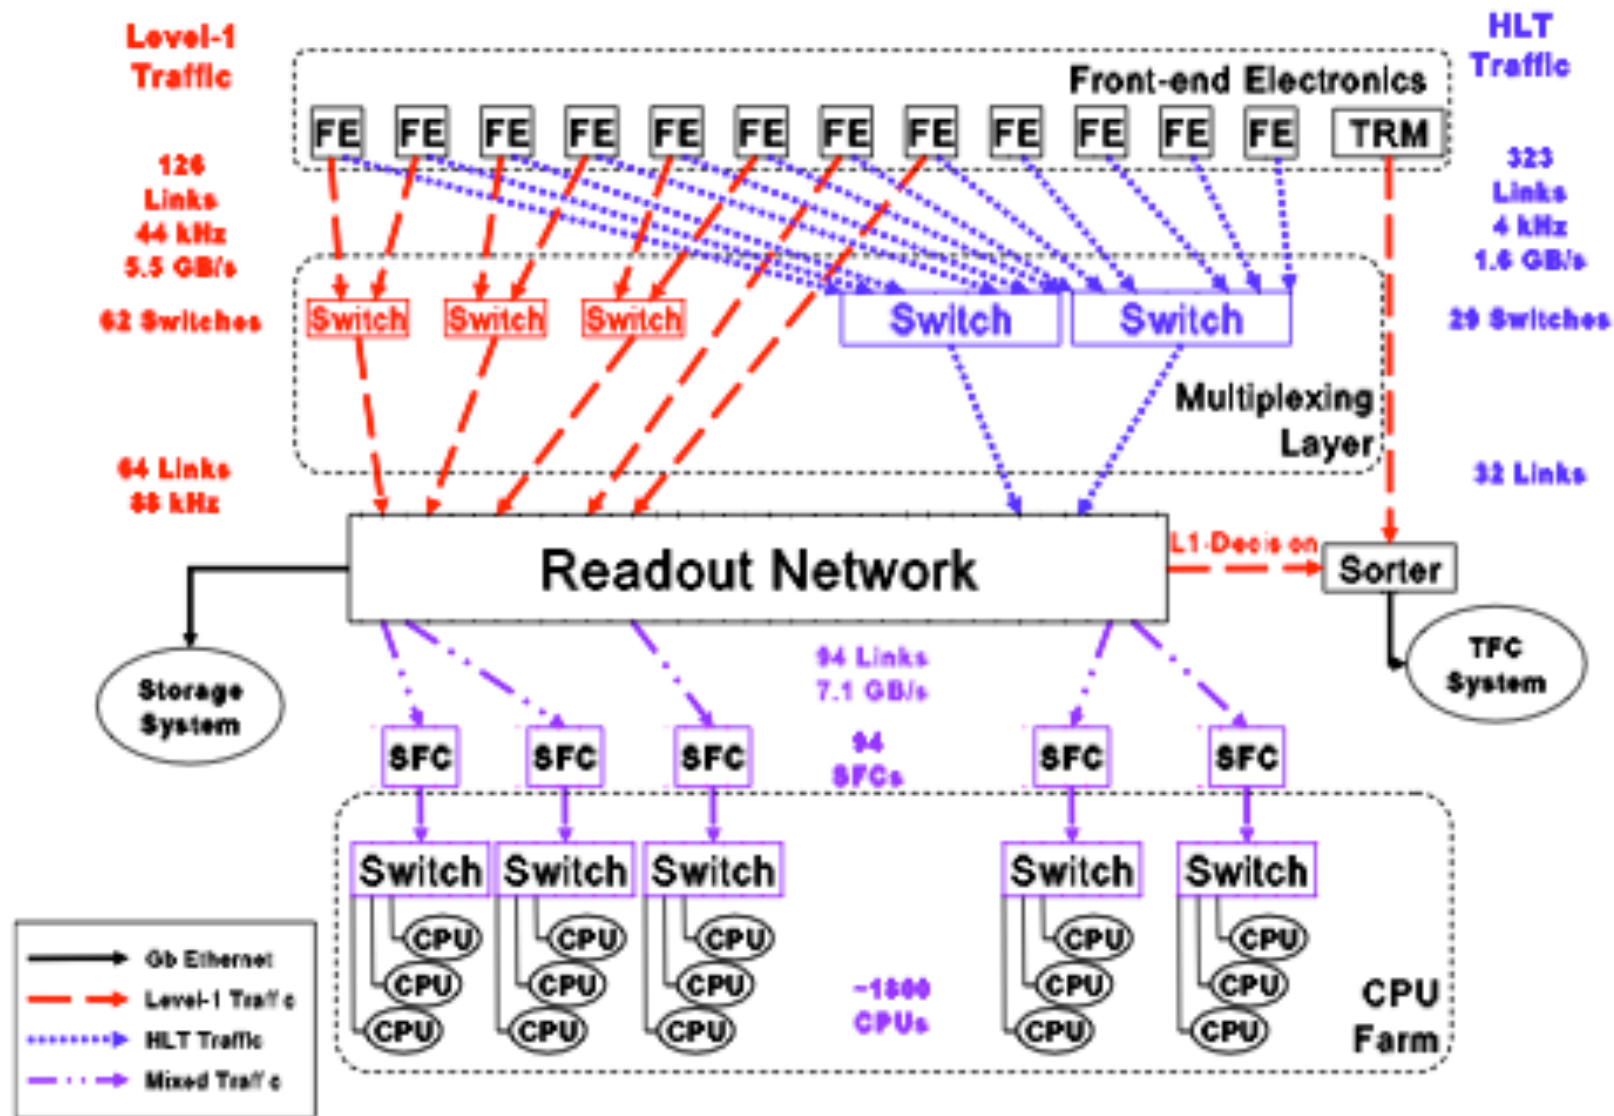 Level-1
Traffic
HLT
Traffic
Front-end Electronics
FE FE FE FE FE FE FE FE FE FE FE FE TRM
126
Links
44 kHz
5.5 GB/s
323
Links
4 kHz
1.6 GB/s
62 Switches
Switch Switch Switch Switch Switch
29 Switches
Multiplexing
Layer
64 Links
88 kHz
32 Links
Readout Network
L1-Decision
Sorter
Storage
System
94 Links
7.1 GB/s
TFC
System
SFC SFC SFC SFC SFC
94
SFCs
Switch Switch Switch Switch Switch
CPU CPU CPU CPU CPU
CPU CPU CPU CPU CPU
CPU CPU CPU CPU CPU
~1800
CPUs
CPU
Farm
Gb Ethernet
Level-1 Traffic
HLT Traffic
Mixed Traffic